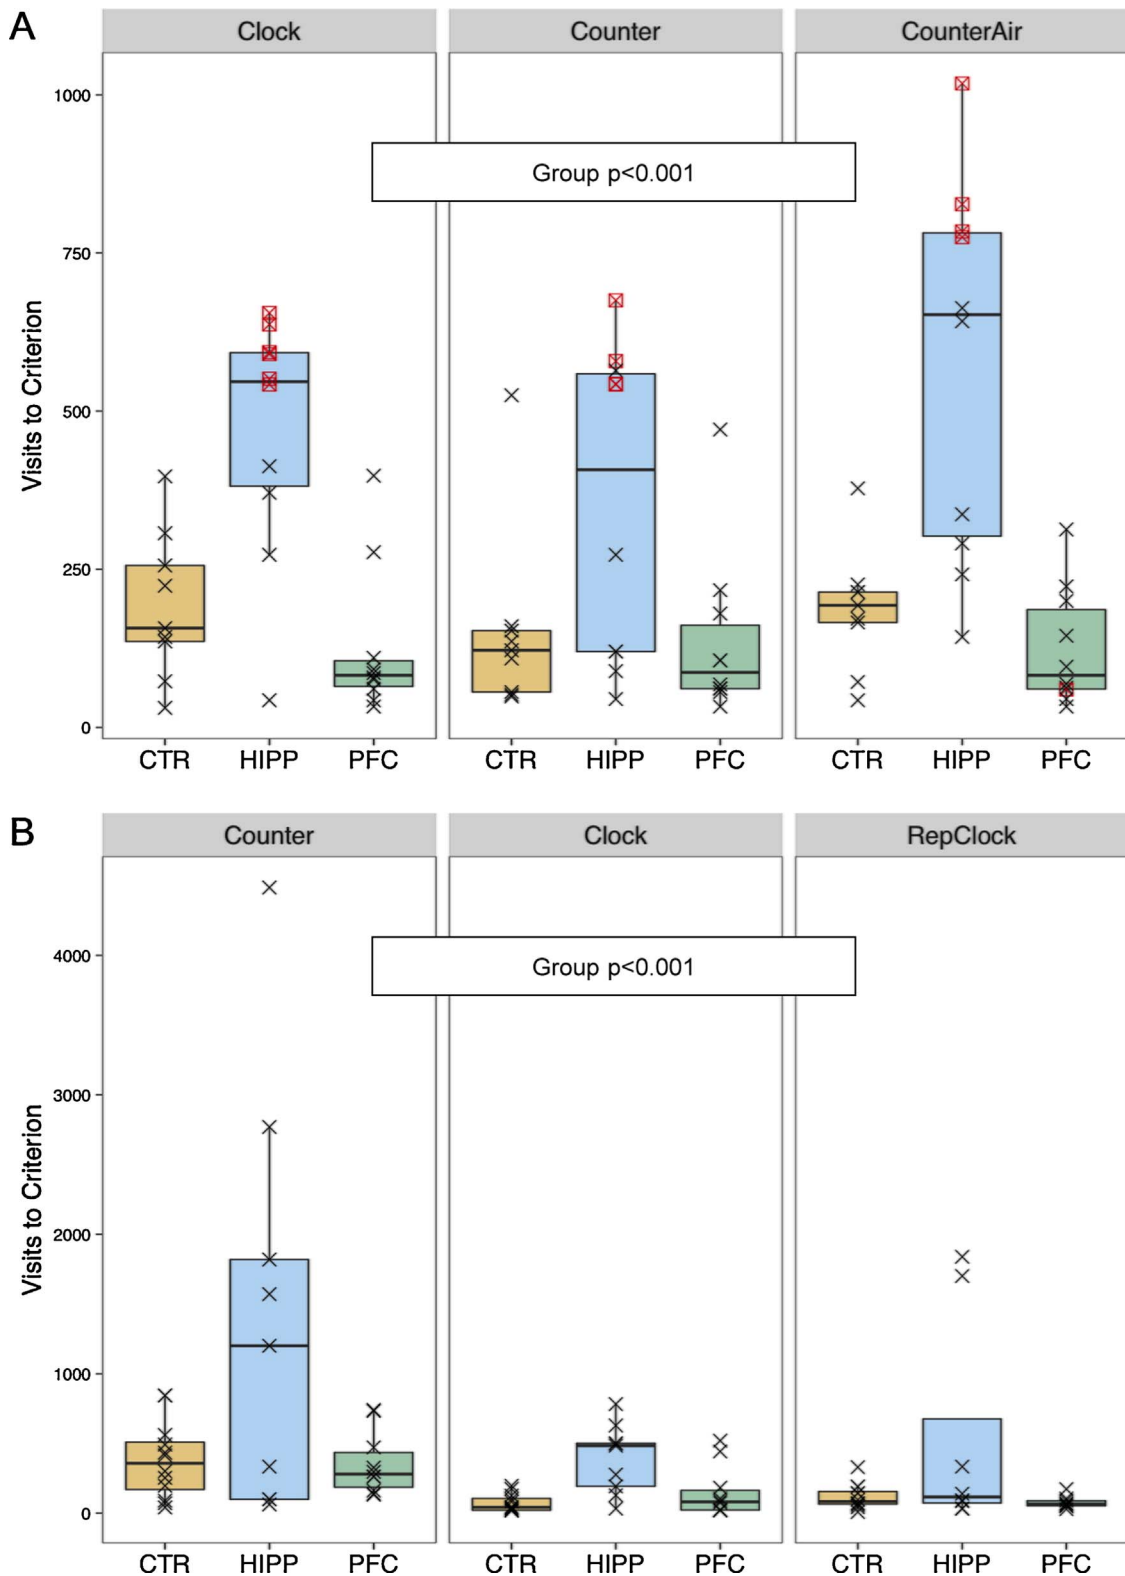 A
Clock Counter CounterAir
1000
Group p<0.001
750
Visits to Criterion
500
250
0
CTR HIPP PFC CTR HIPP PFC CTR HIPP PFC
B
Counter Clock RepClock
4000
Group p<0.001
3000
Visits to Criterion
2000
1000
0
CTR HIPP PFC CTR HIPP PFC CTR HIPP PFC